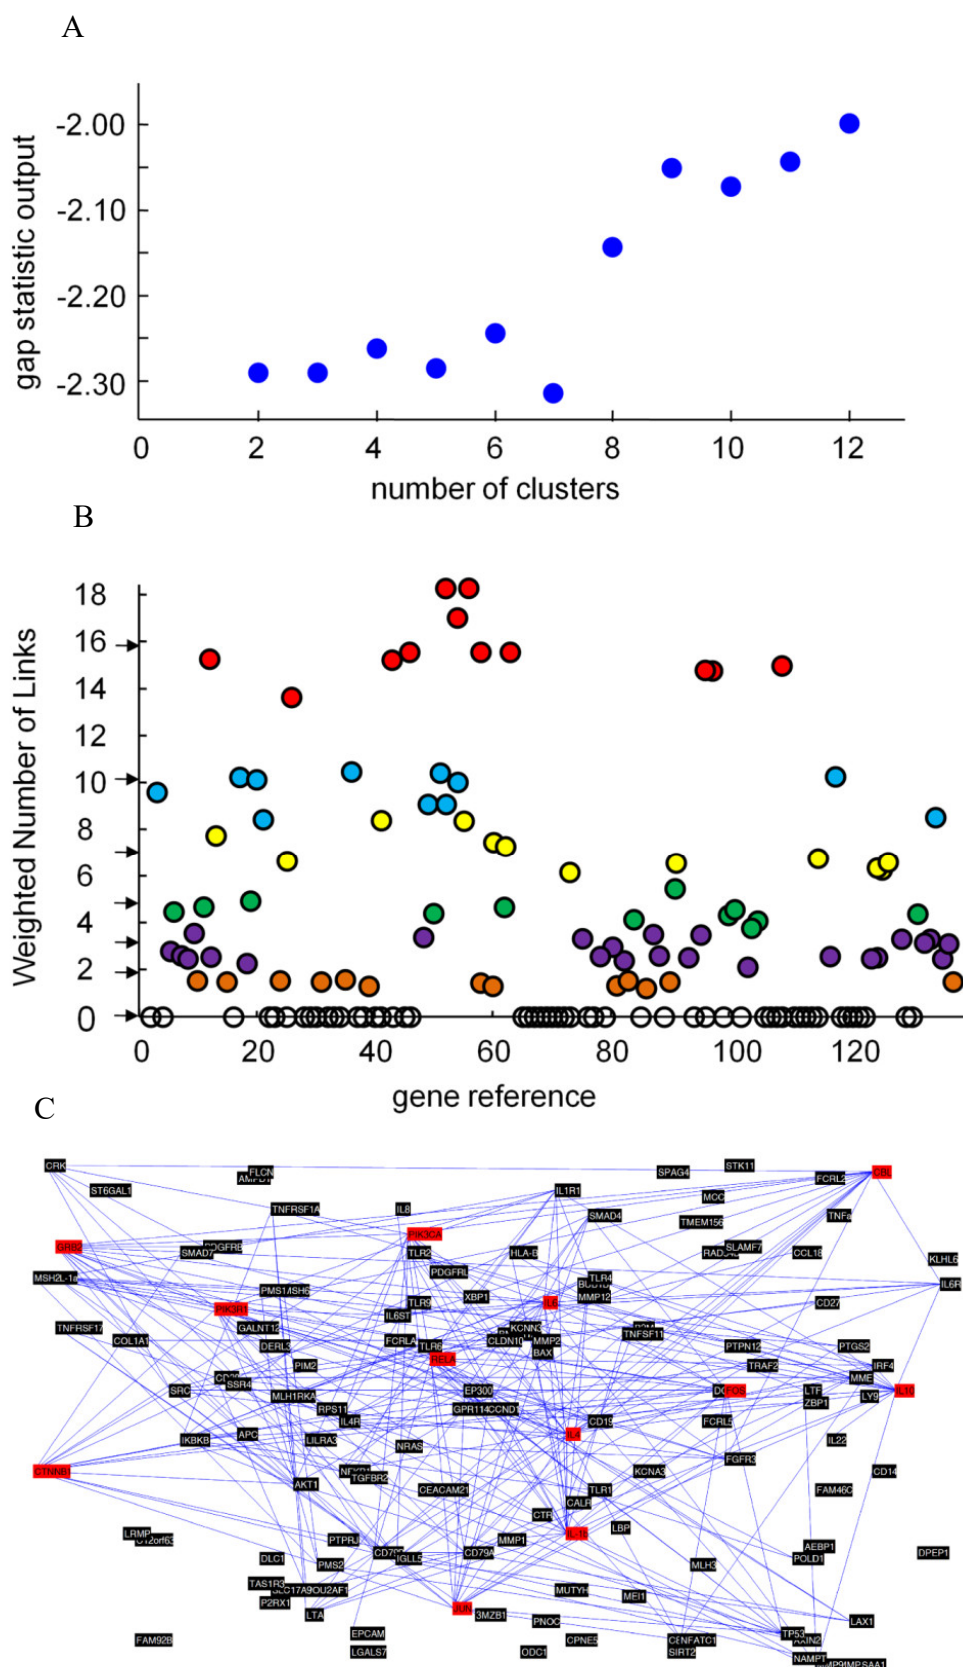 A
-2.00
-2.10
-2.20
-2.30
gap statistic output
0 2 4 6 8 10 12
number of clusters
B
18
16
14
12
10
8
6
4
2
0
Weighted Number of Links
0 20 40 60 80 100 120
gene reference
C
CRK FLCN SPAG4 STK11 CBL
ST6GAL1 IL1R1 MCC FCRL2
TNFRSF1A IL8 SMAD4 TMEM156 TNFa
GRB2 SMAD7 PIK3CA TLR2 HLA-B SLAMF7 CCL18 KLHL6
MSH2L-1a PDGFRL TLR4 IL6R
PIK3R1 TLR9 XBP1 IL6 MMP12 CD27
TNFRSF17 COL1A1 GALNT12 IL6ST KCNN3 TNFSF11
DERL3 FCRLA TLR6 CLDN10 MMP2 BAX PTPN12 PTGS2
PIM2 RELA TRAF2 IRF4 MME
SRC SSR4 EP300 FOS LTF LY9 IL10
RPS11 GPR114 CCND1 ZBP1
IL4R CD19 FCRL5
IKBKB APC LILRA3 NRAS IL4 IL22
CTNNB1 TGFBR2 KCNA3 FGFR3 CD14
AKT1 CEACAM21 CALR TLR1 FAM46C
CTR
LRMP PTPRJ MMP1 IL-1b LBP AEBP1
DLC1 PMS2 IGLL5 CD79A MLH3 POLD1 DPEP1
TAS1R3 MUTYH MEI1
P2RX1 LTA JUN 3MZB1 PNOC LAX1
FAM92B EPCAM CPNE5 TP53
LGALS7 ODC1 SIRT2 NAMPT